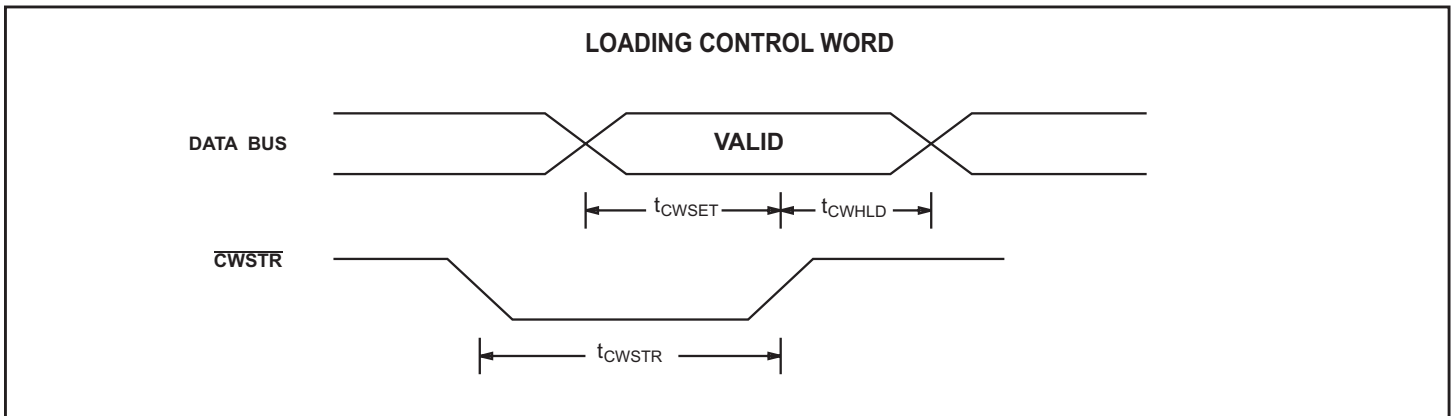 LOADING CONTROL WORD
DATA BUS
VALID
tCWSET
tCWHLD
CWSTR
tCWSTR